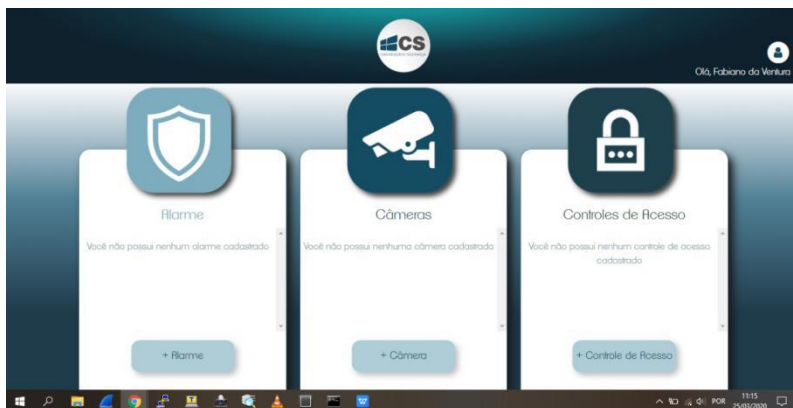 CS
Olá, Fabiano da Ventura
Alarme
Você não possui nenhum alarme cadastrado
+ Alarme
Câmeras
Você não possui nenhuma câmera cadastrada
+ Câmera
Controles de Acesso
Você não possui nenhum controle de acesso
cadastrado
+ Controle de Acesso
POR
11:15
25/03/2020